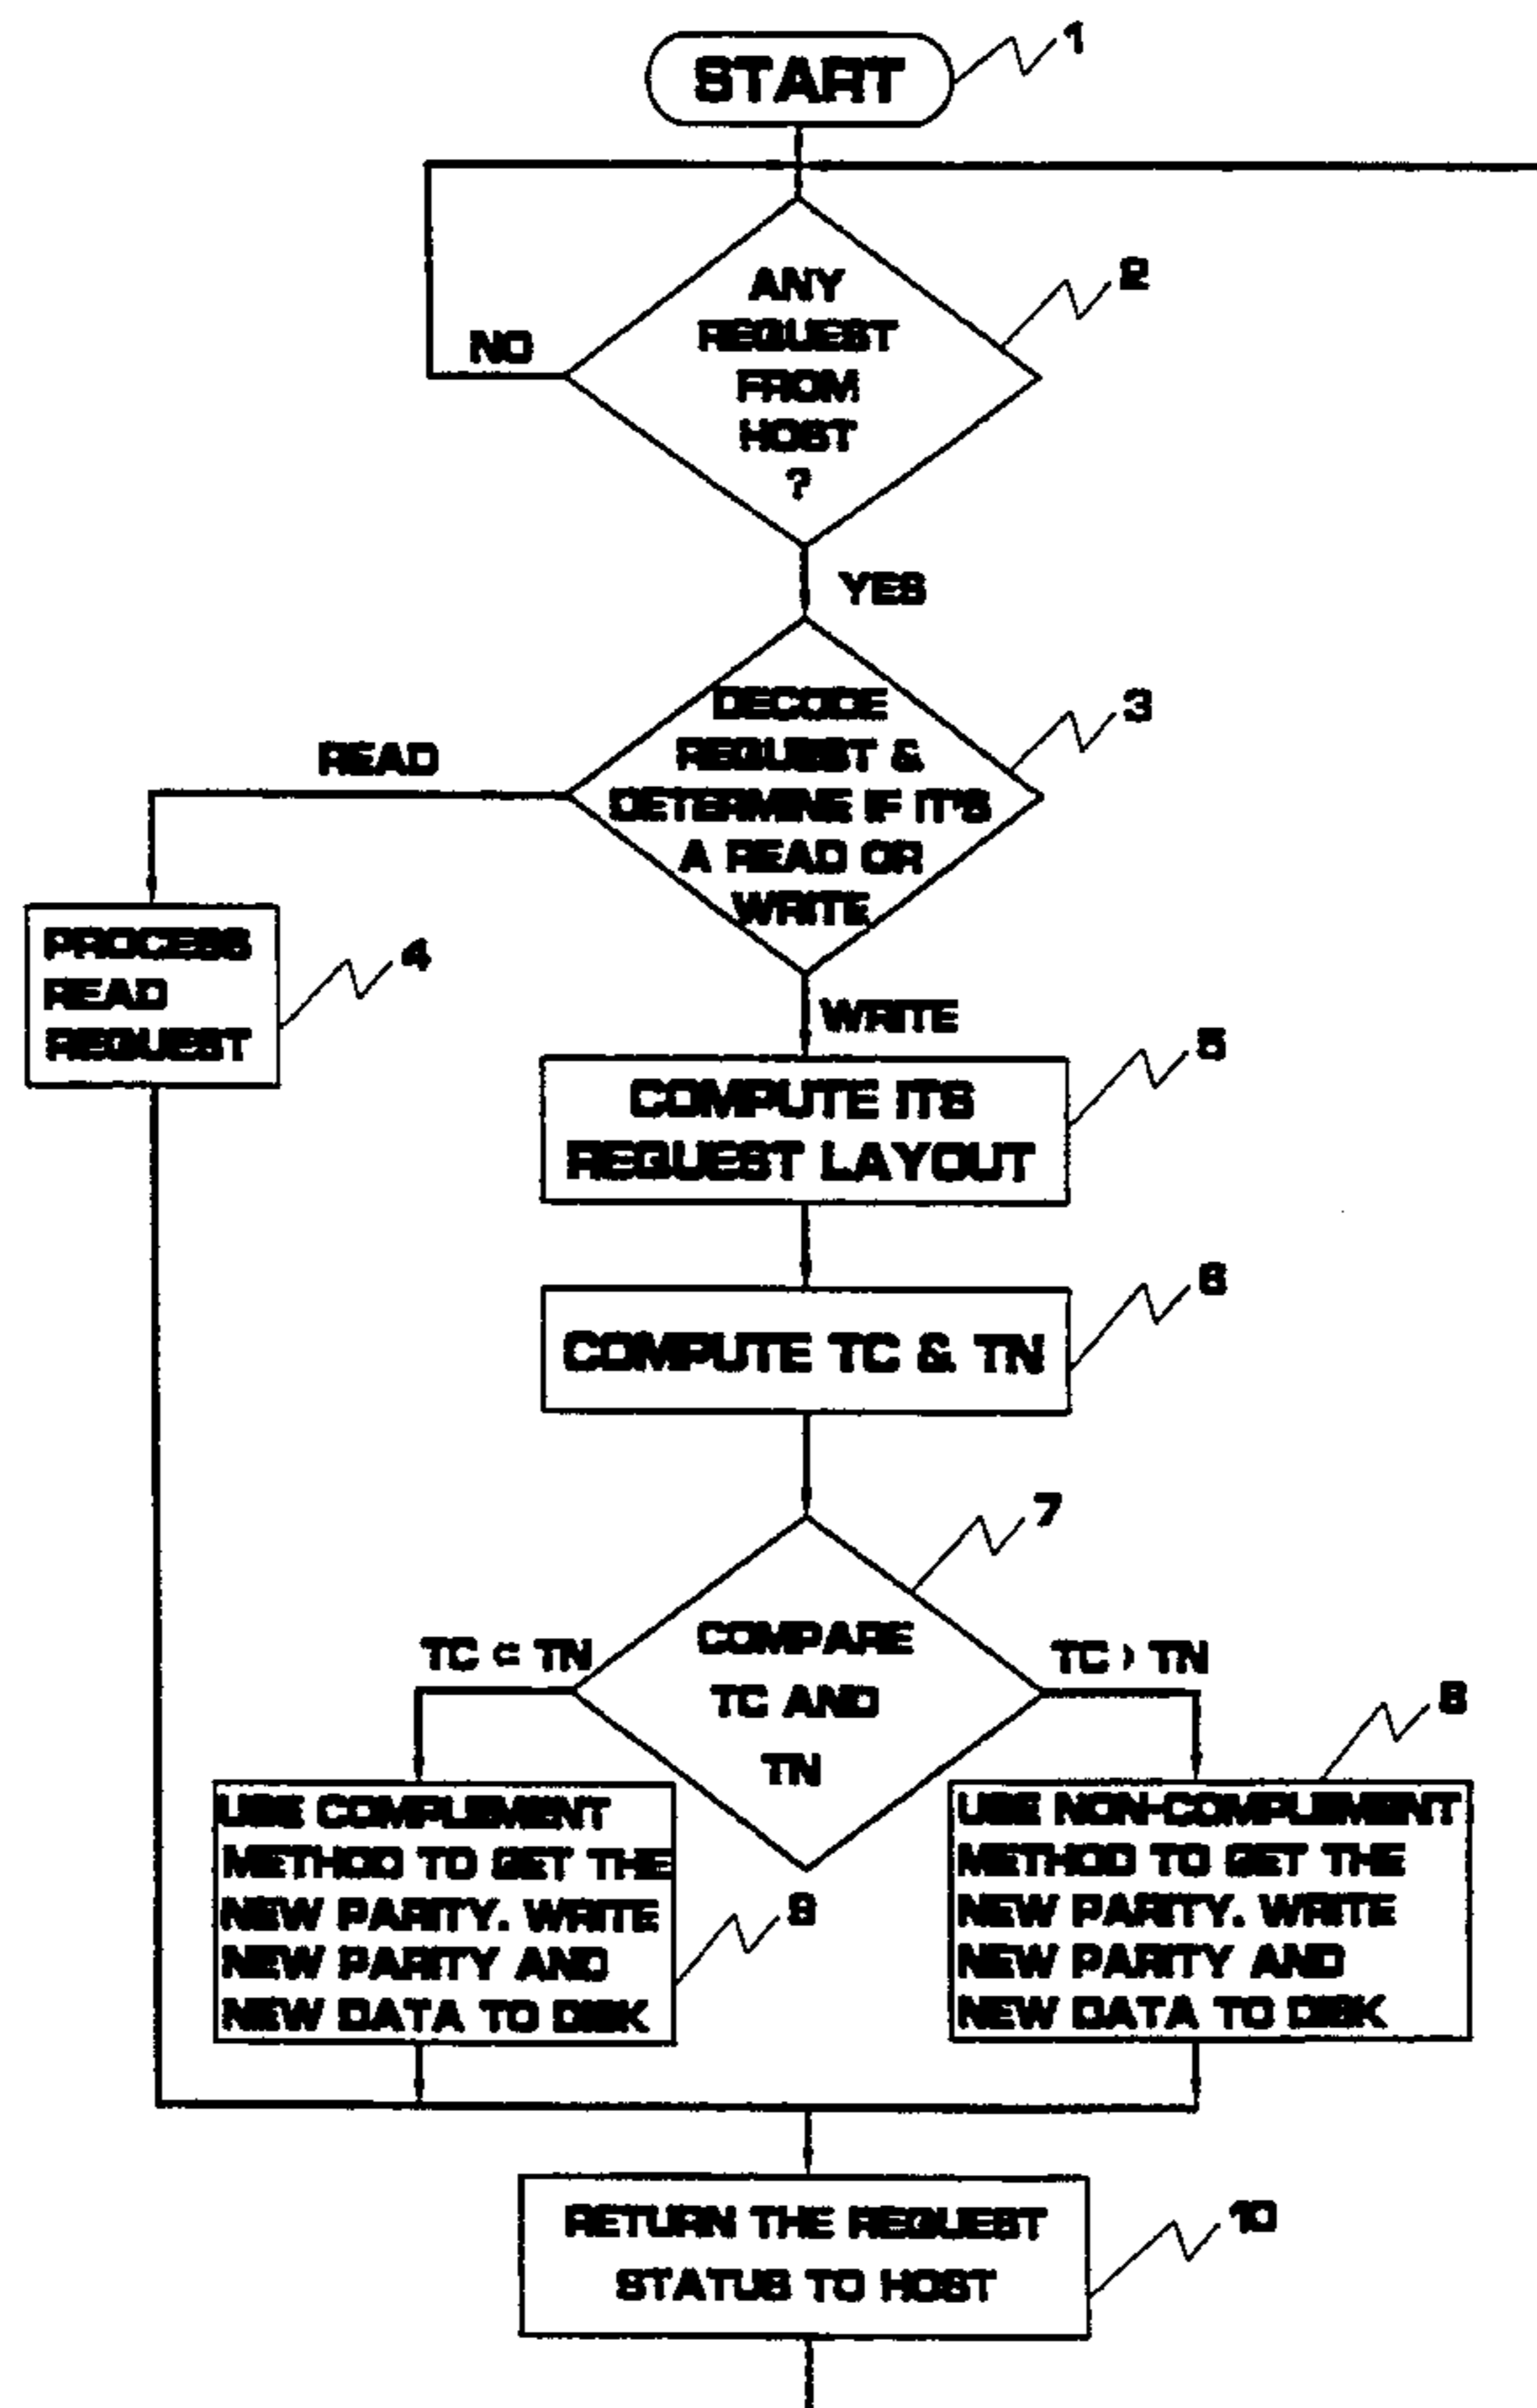 START
1
ANY
REQUEST
FROM
HOST
?
2
NO
YES
DECODE
REQUEST &
DETERMINE IF IT'S
A READ OR
WRITE
3
READ
PROCESS
READ
REQUEST
4
WRITE
COMPUTE ITS
REQUEST LAYOUT
5
COMPUTE TC & TN
6
COMPARE
TC AND
TN
7
TC ⊂ TN
TC > TN
USE COMPLEMENT
METHOD TO GET THE
NEW PARITY. WRITE
NEW PARITY AND
NEW DATA TO DISK
9
USE NON-COMPLEMENT
METHOD TO GET THE
NEW PARITY. WRITE
NEW PARITY AND
NEW DATA TO DISK
8
RETURN THE REQUEST
STATUS TO HOST
10